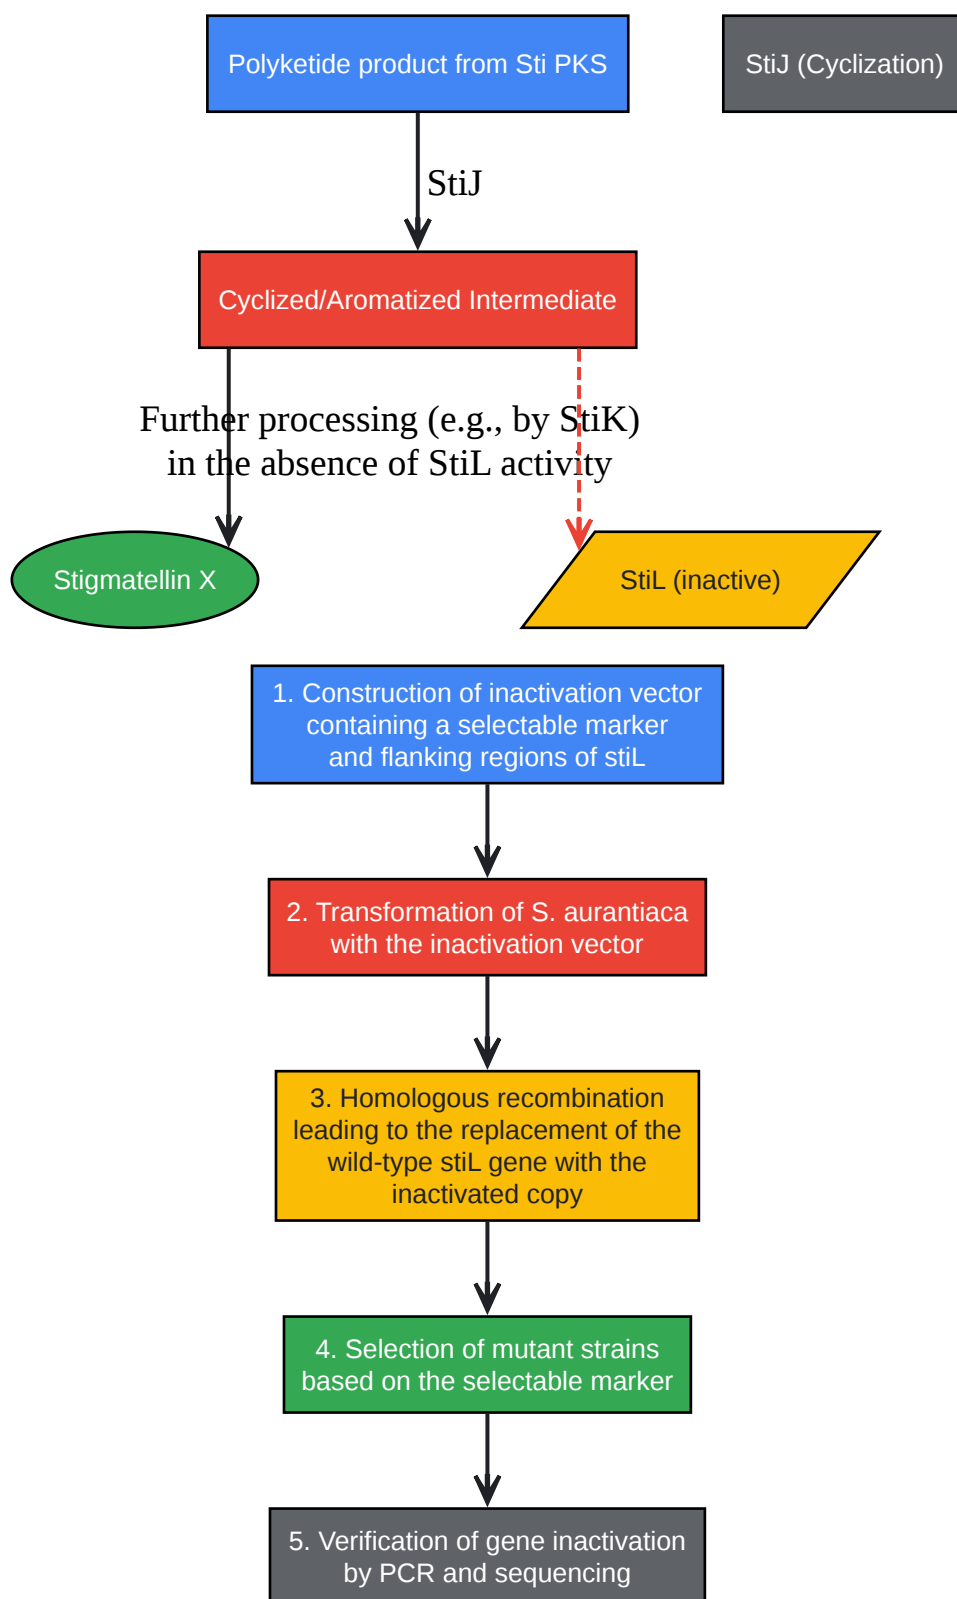 Polyketide product from Sti PKS
StiJ (Cyclization)
StiJ
Cyclized/Aromatized Intermediate
Further processing (e.g., by StiK)
in the absence of StiL activity
Stigmatellin X
StiL (inactive)
1. Construction of inactivation vector
containing a selectable marker
and flanking regions of stiL
2. Transformation of S. aurantiaca
with the inactivation vector
3. Homologous recombination
leading to the replacement of the
wild-type stiL gene with the
inactivated copy
4. Selection of mutant strains
based on the selectable marker
5. Verification of gene inactivation
by PCR and sequencing